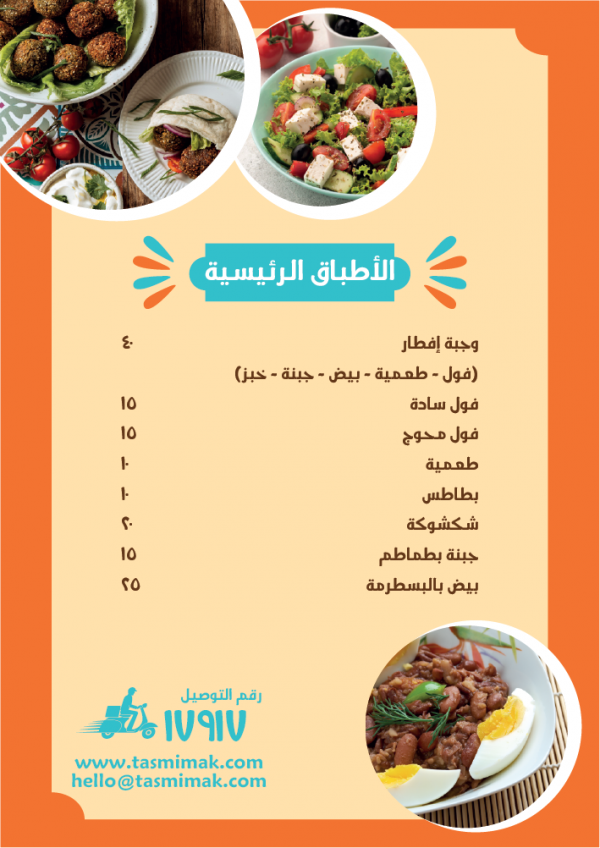 الأطباق الرئيسية
وجبة إفطار ٤٠
(فول - طعمية - بيض - جبنة - خبز)
فول سادة ١٥
فول محوج ١٥
طعمية ١٠
بطاطس ١٠
شكشوكة ٢٠
جبنة بطماطم ١٥
بيض بالبسطرمة ٢٥
رقم التوصيل
١٧٩١٧
www.tasmimak.com
hello@tasmimak.com